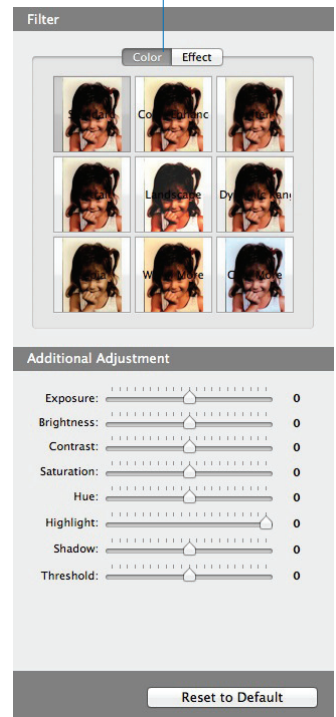 Filter
Color Effect
Landscape
Additional Adjustment
Exposure: 0
Brightness: 0
Contrast: 0
Saturation: 0
Hue: 0
Highlight: 0
Shadow: 0
Threshold: 0
Reset to Default